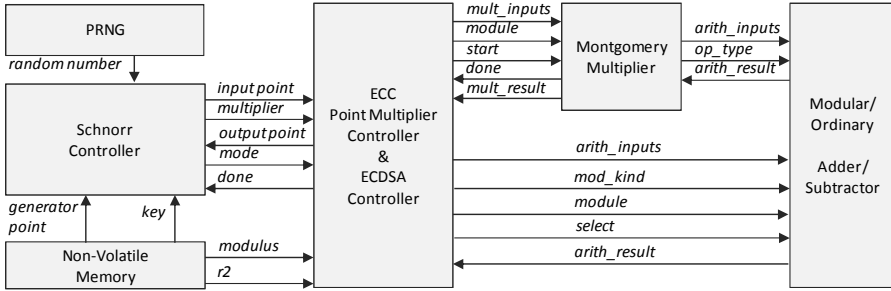 PRNG
random number
Schnorr
Controller
generator
point
key
Non-Volatile
Memory
input point
multiplier
output point
mode
done
modulus
r2
ECC
Point Multiplier
Controller
&
ECDSA
Controller
mult_inputs
module
start
done
mult_result
Montgomery
Multiplier
arith_inputs
op_type
arith_result
arith_inputs
mod_kind
module
select
arith_result
Modular/
Ordinary
Adder/
Subtractor